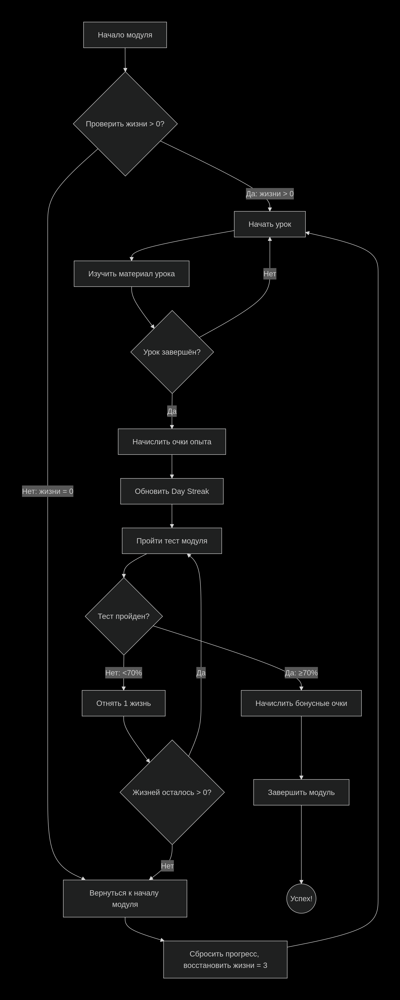 Начало модуля
Проверить жизни > 0?
Да: жизни > 0
Начать урок
Изучить материал урока
Нет
Урок завершён?
Да
Начислить очки опыта
Обновить Day Streak
Нет: жизни = 0
Пройти тест модуля
Тест пройден?
Нет: <70%
Да
Да: ≥70%
Отнять 1 жизнь
Начислить бонусные очки
Жизней осталось > 0?
Завершить модуль
Нет
Вернуться к началу
модуля
Успех!
Сбросить прогресс,
восстановить жизни = 3